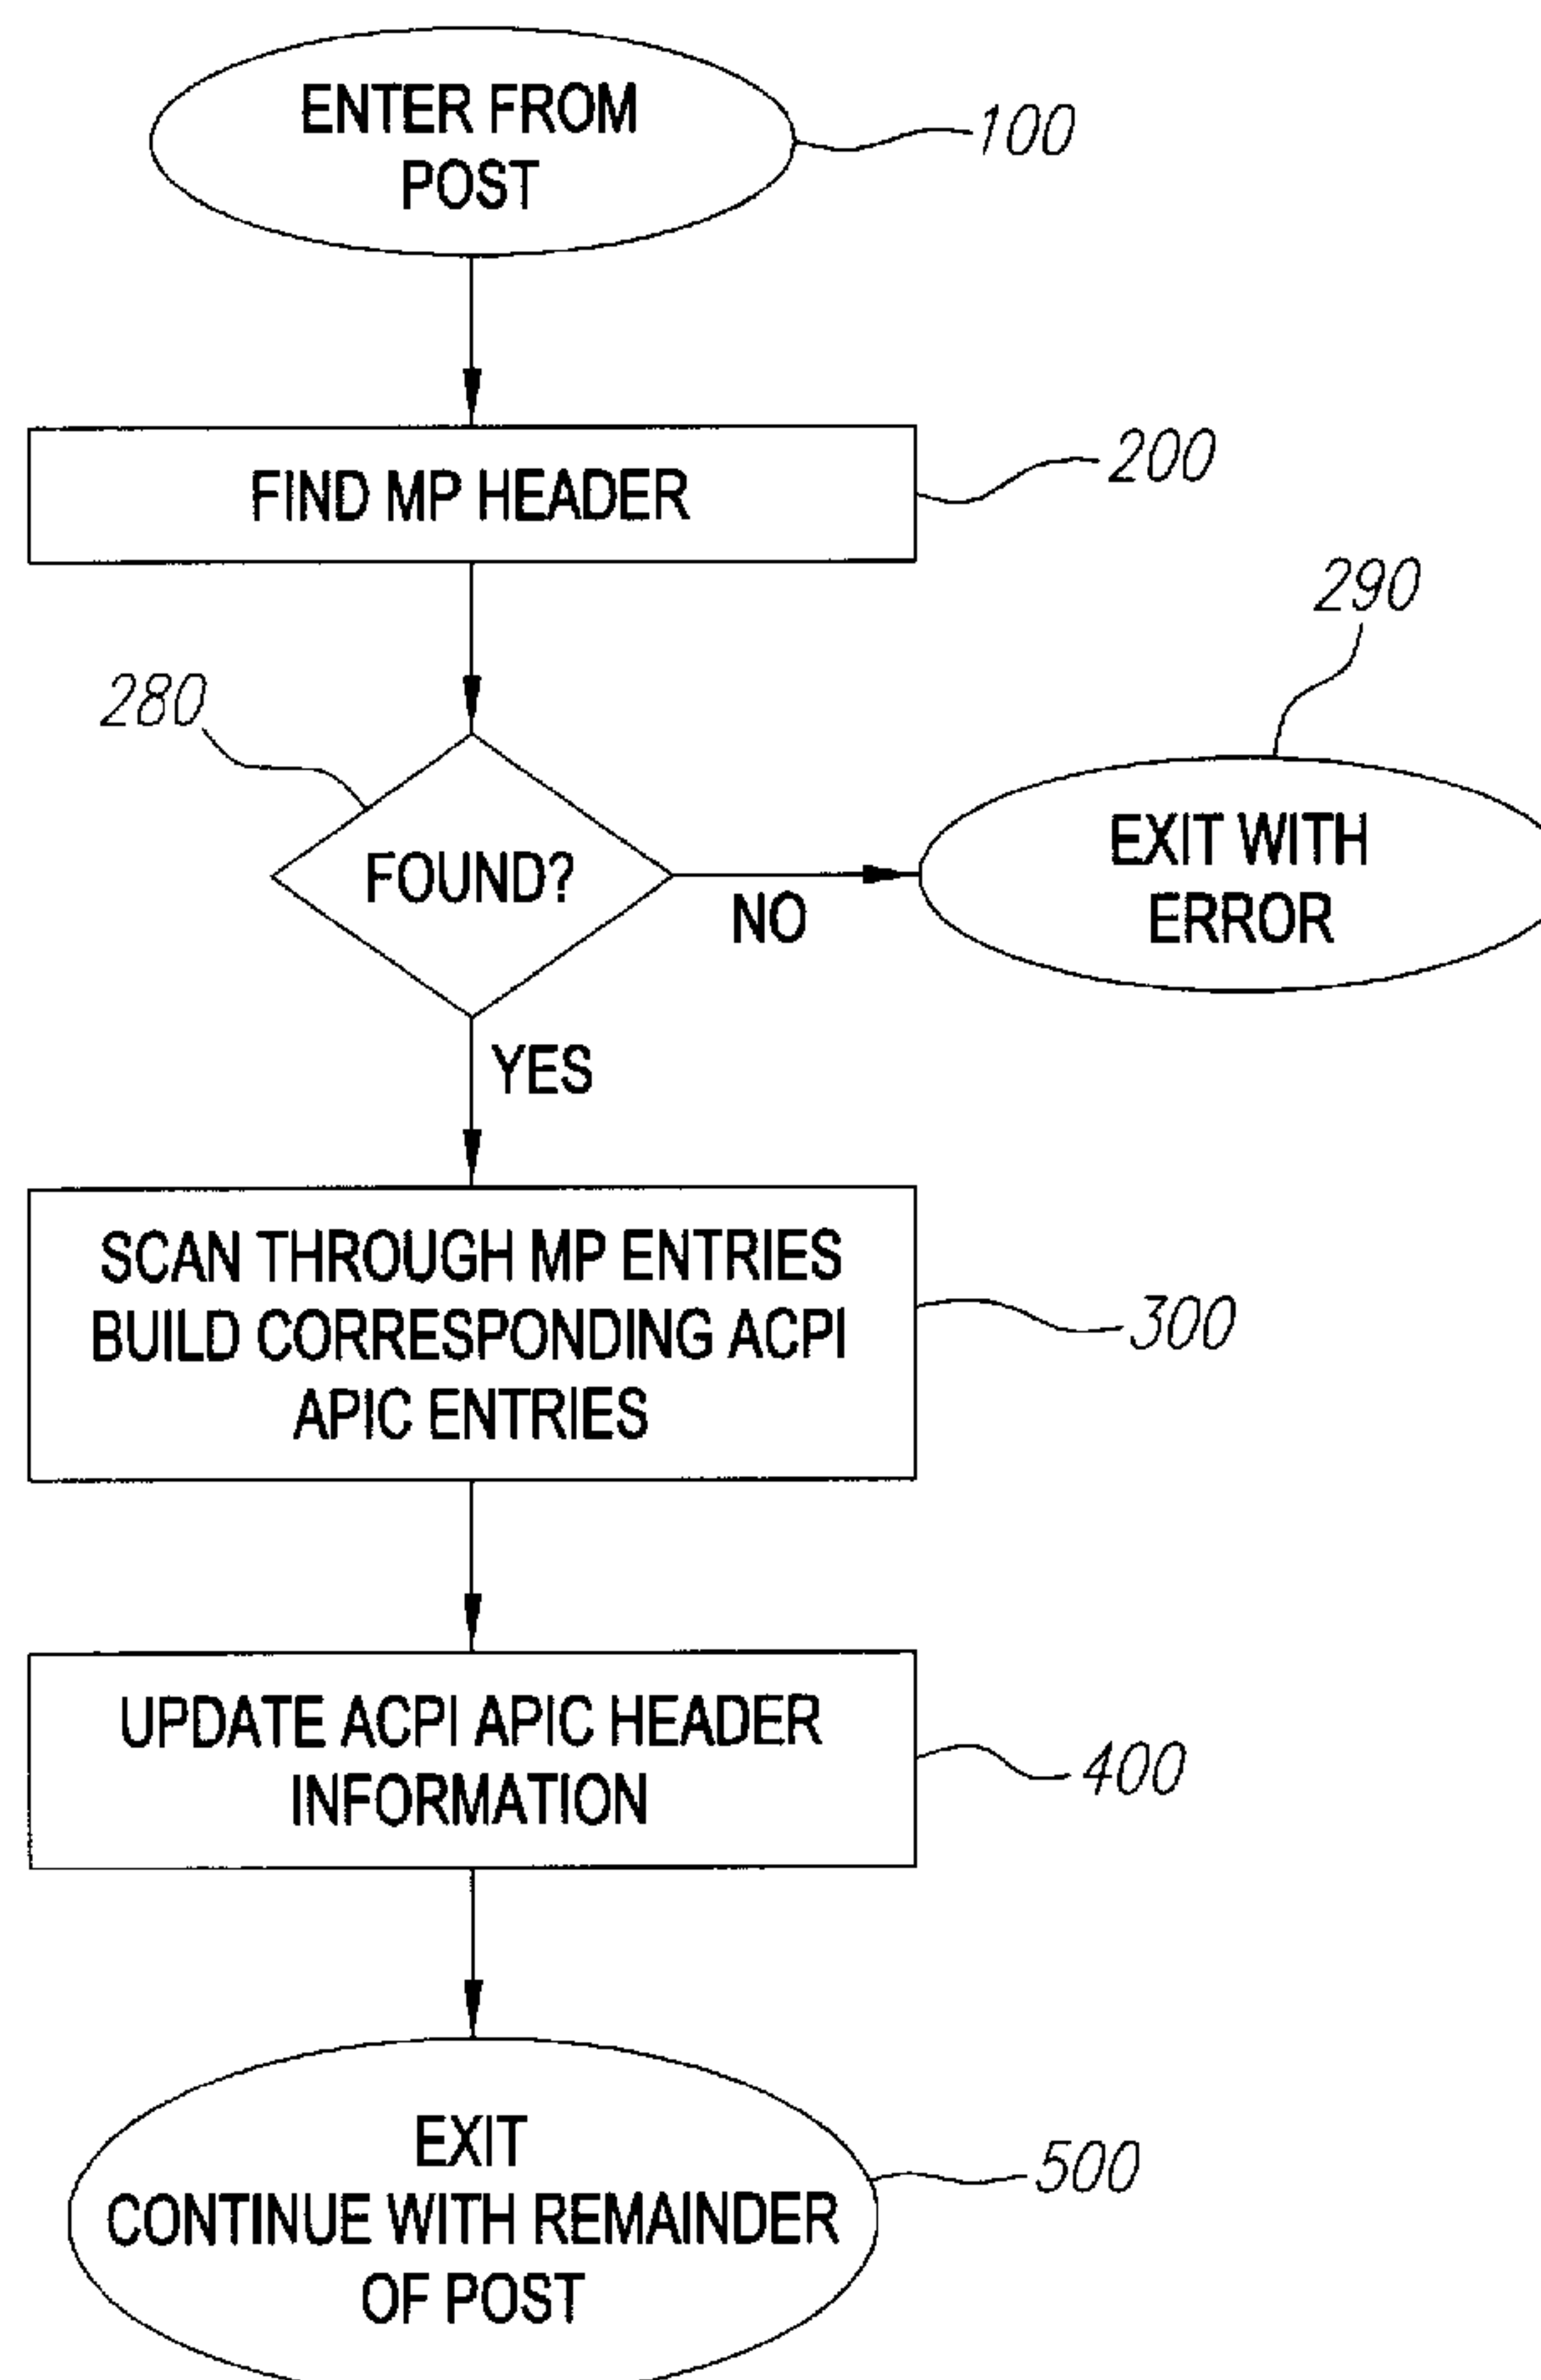 ENTER FROM
POST
100
FIND MP HEADER
200
290
280
FOUND?
NO
EXIT WITH
ERROR
YES
SCAN THROUGH MP ENTRIES
BUILD CORRESPONDING ACPI
APIC ENTRIES
300
UPDATE ACPI APIC HEADER
INFORMATION
400
EXIT
CONTINUE WITH REMAINDER
OF POST
500